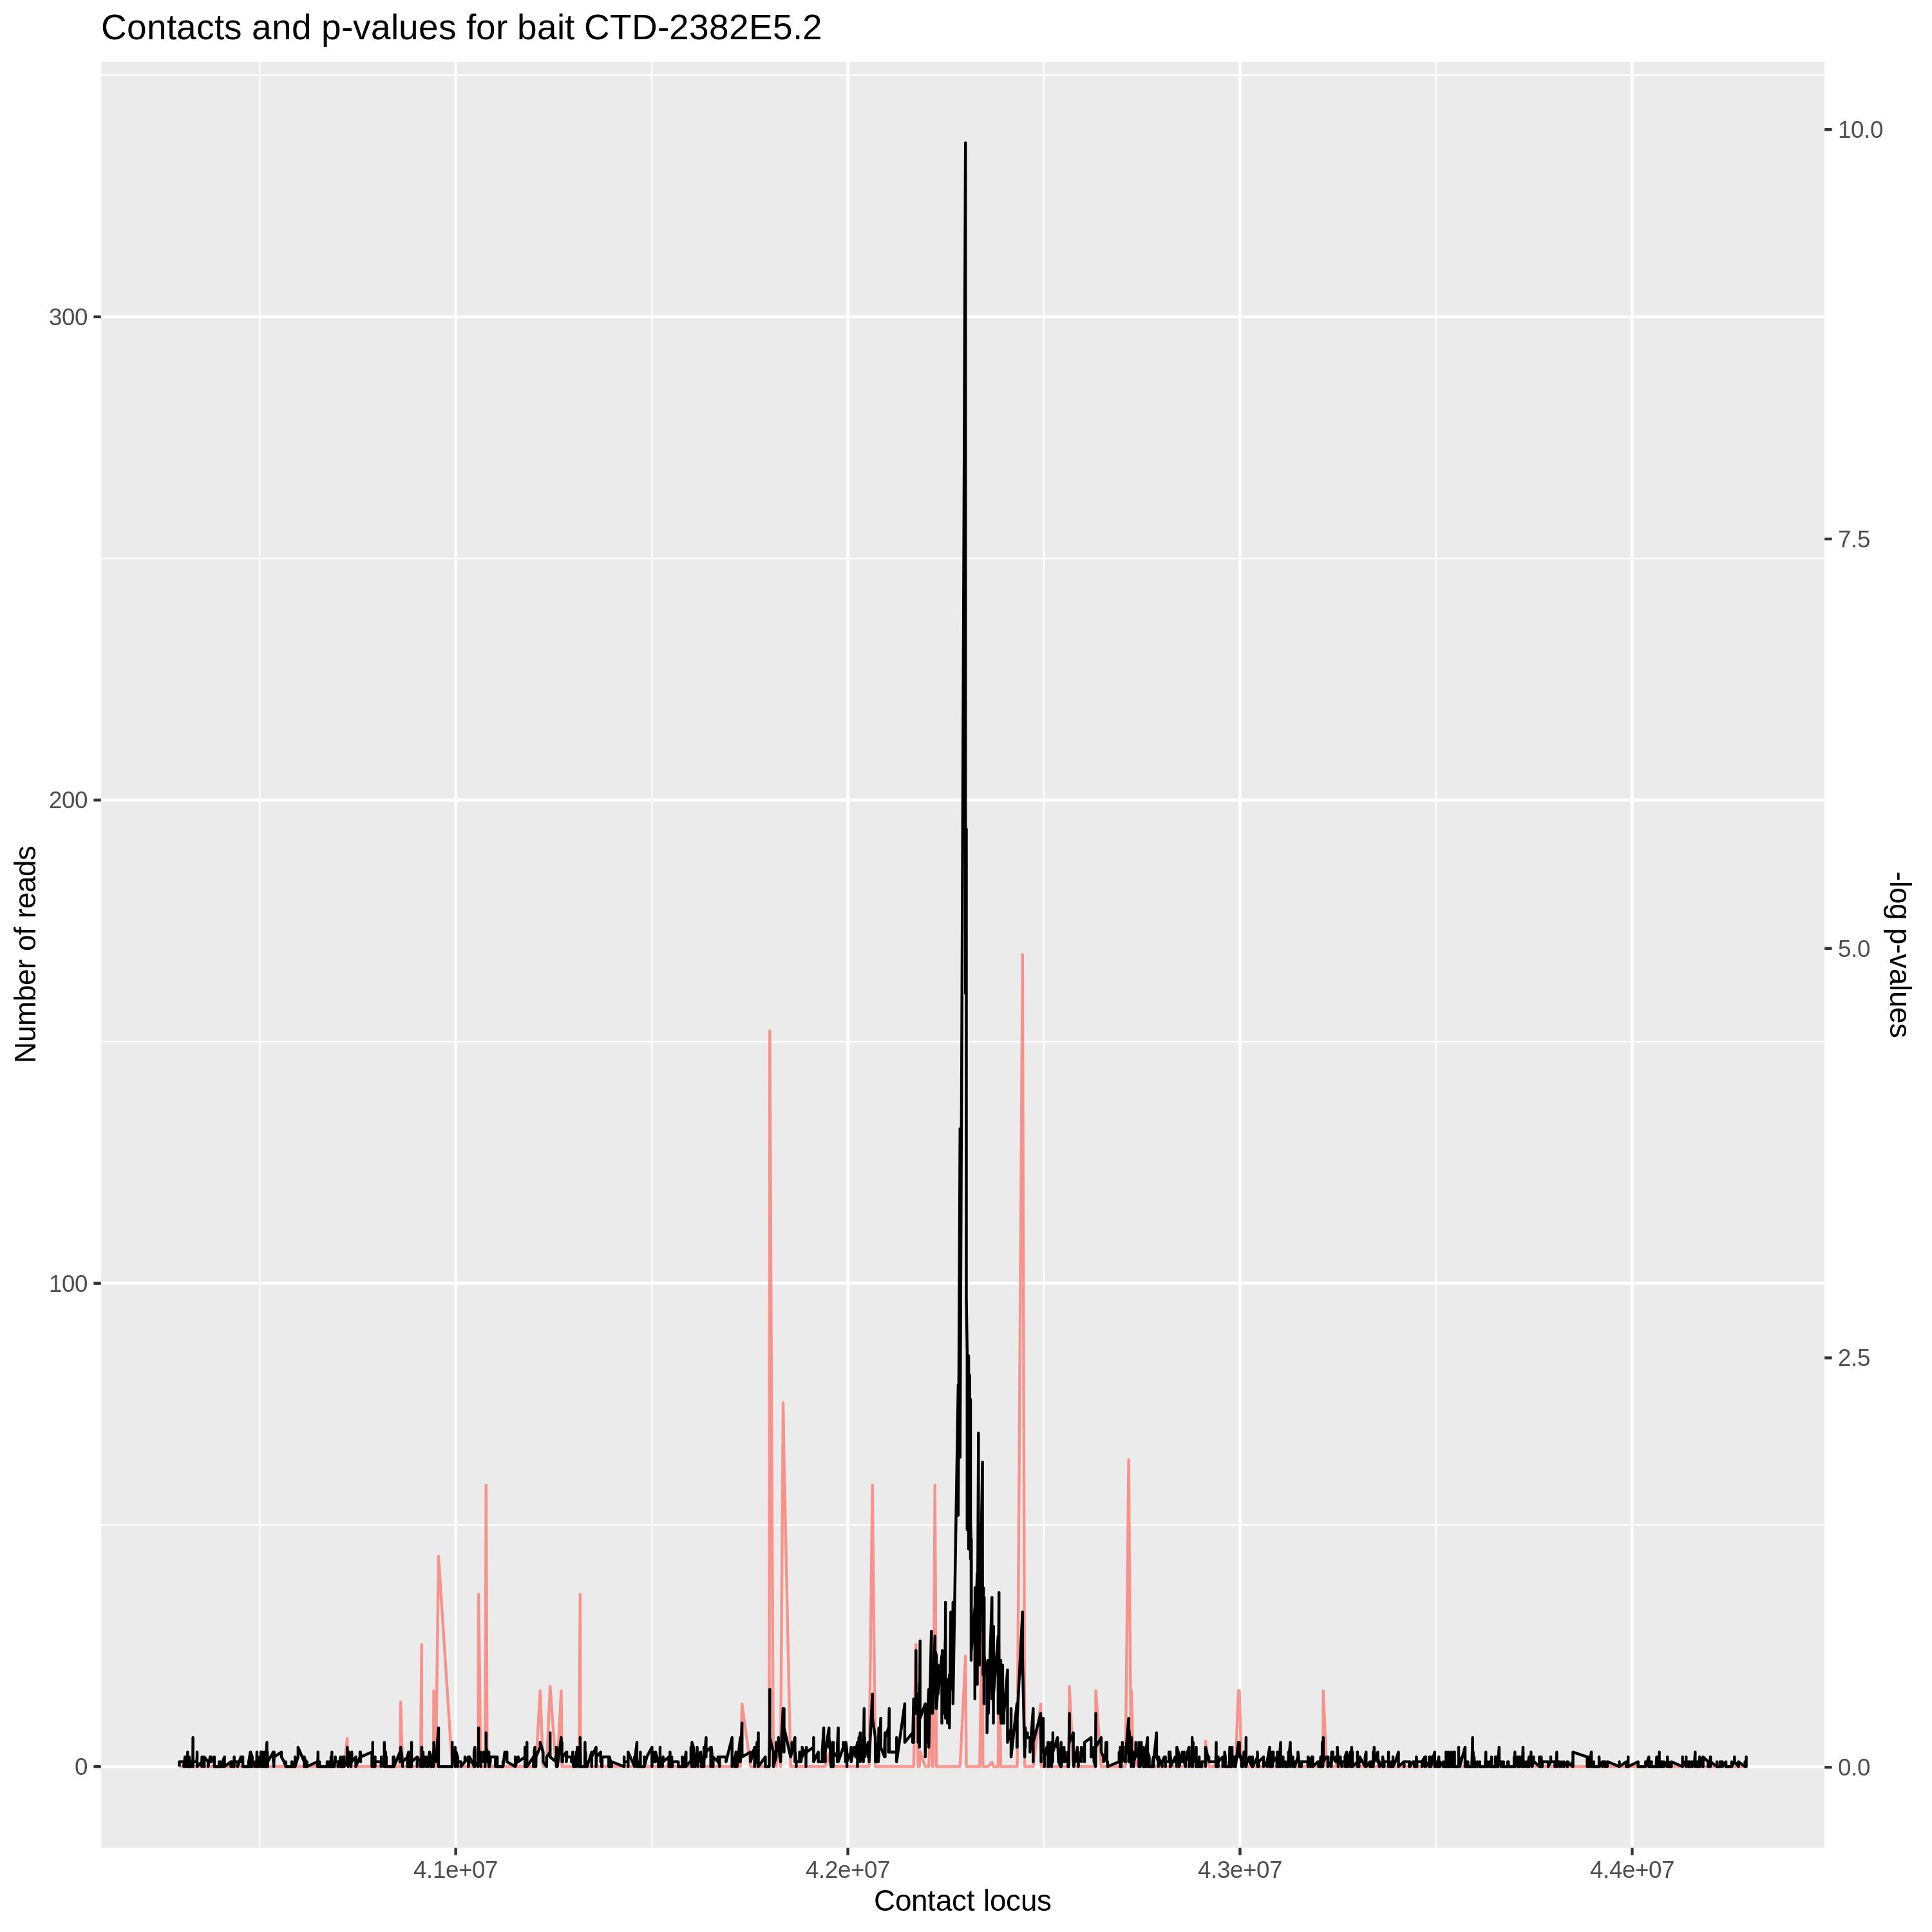 Contacts and p-values for bait CTD-2382E5.2
Number of reads
300
200
100
0
10.0
7.5
5.0
2.5
0.0
-log p-values
4.1e+07
4.2e+07
4.3e+07
4.4e+07
Contact locus